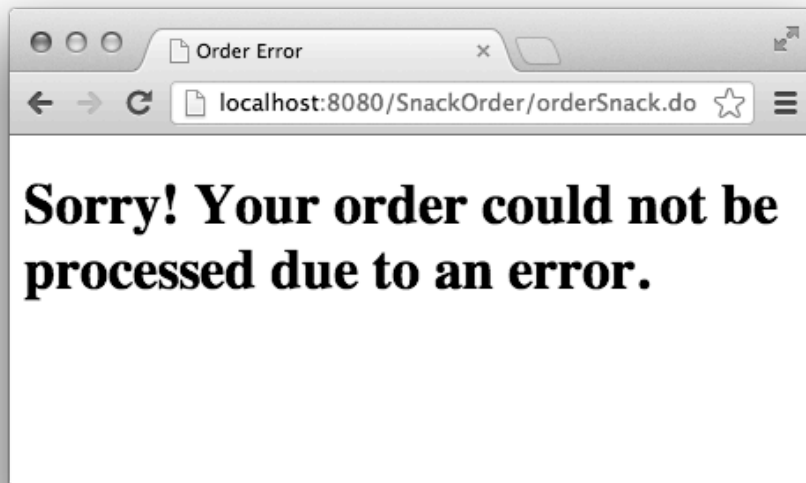 Order Error
localhost:8080/SnackOrder/orderSnack.do
Sorry! Your order could not be
processed due to an error.